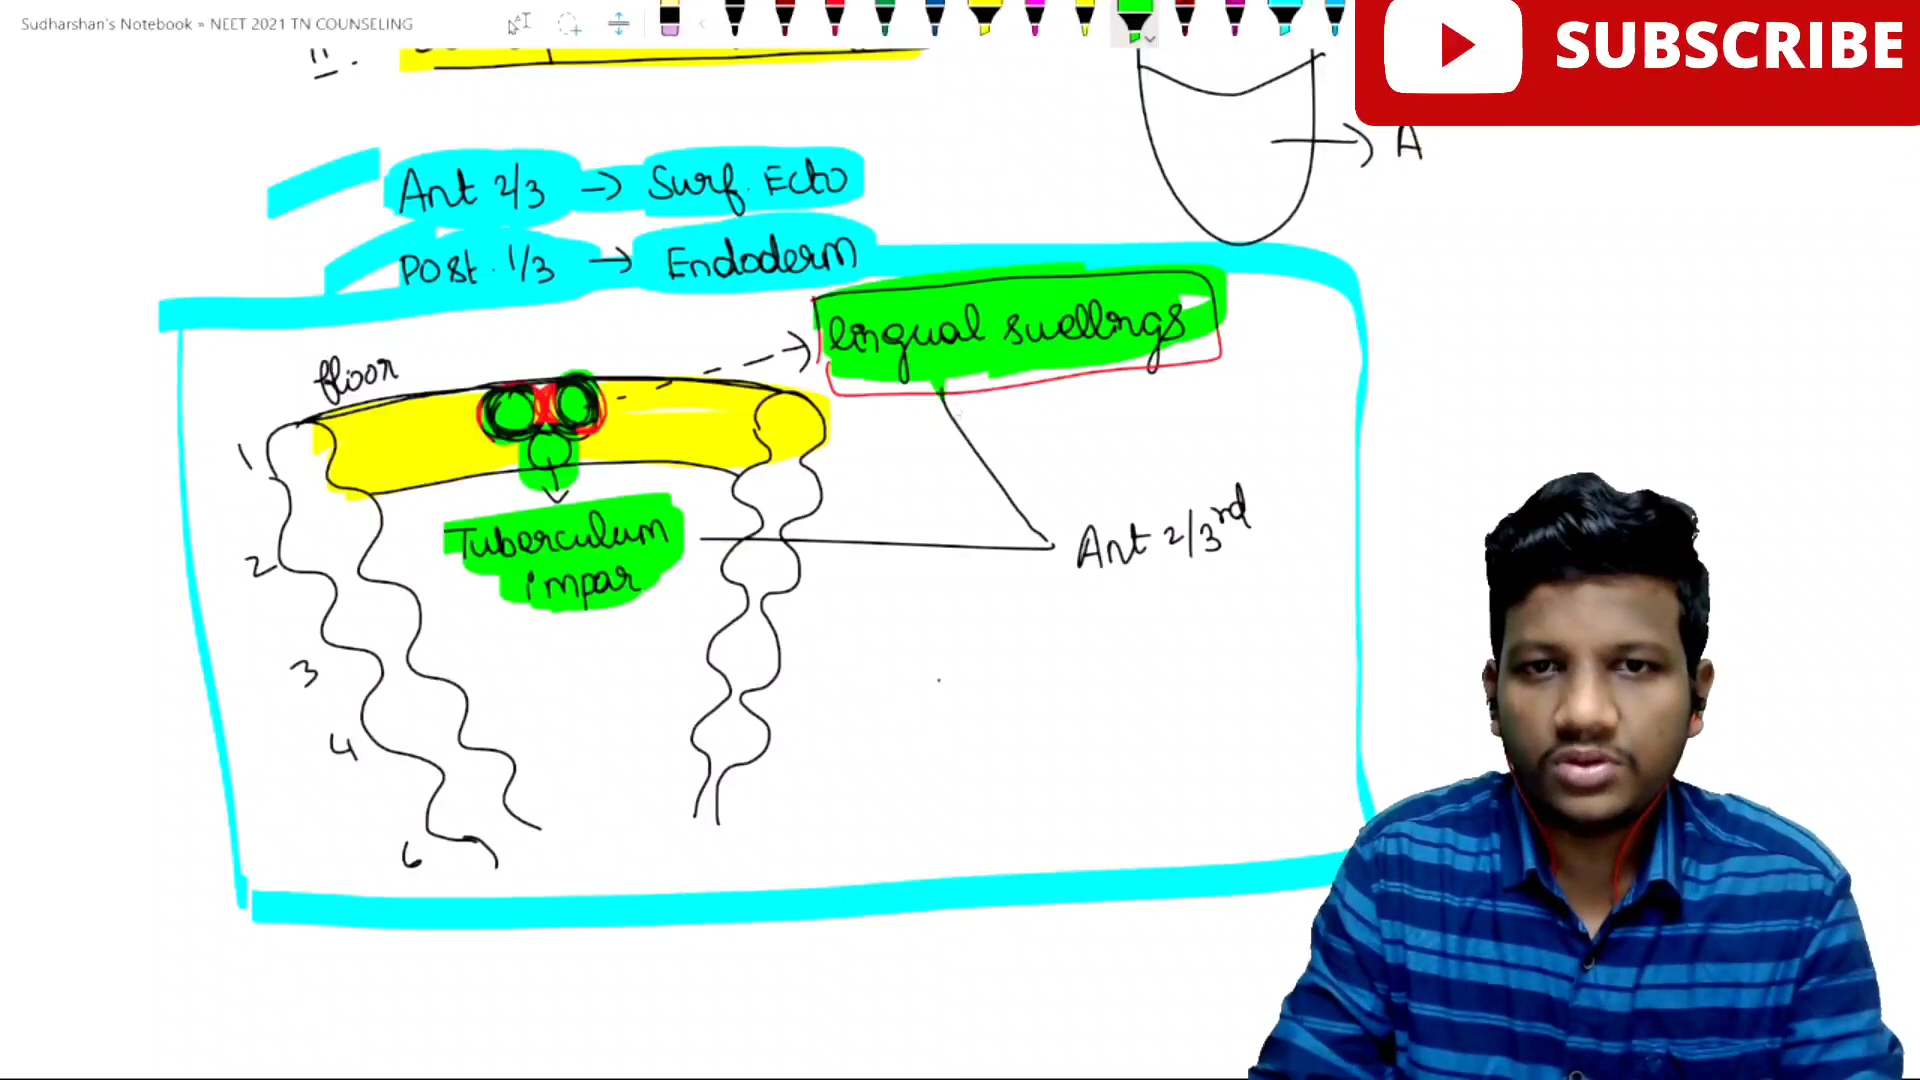 Sudharshan's Notebook » NEET 2021 TN COUNSELING
SUBSCRIBE
A
Ant 2/3 → Surf. Ecto
Post. 1/3 → Endoderm
lingual swellings
floor
1
Tuberculum
impar
Ant 2/3rd
2
3
4
6